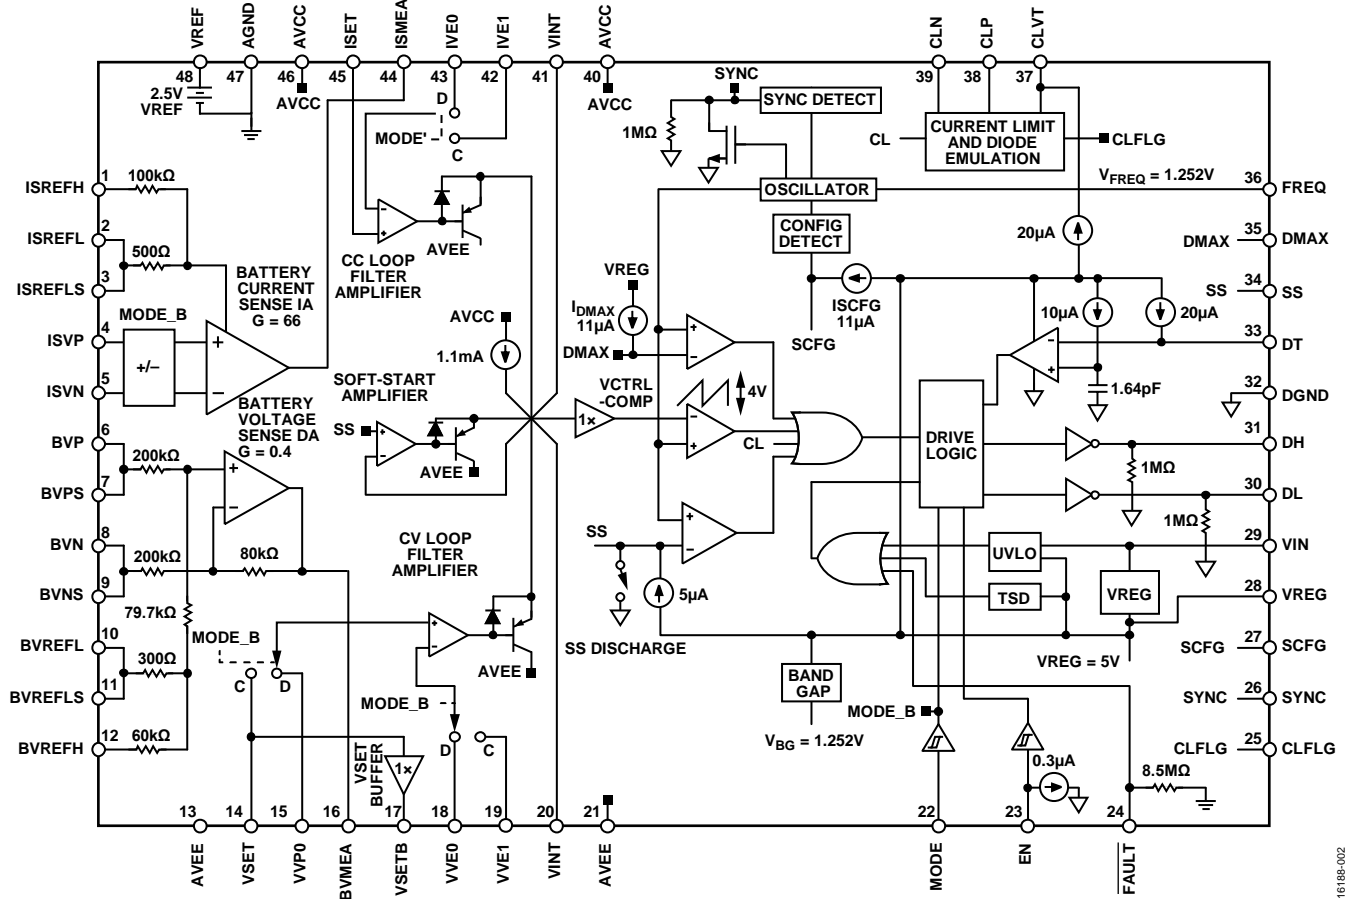 VREF
AGND
AVCC
ISET
ISMEA
IVE0
IVE1
VINT
AVCC
CLN
CLP
CLVT
48
47
46
45
44
43
42
41
40
39
38
37
2.5V
VREF
AVCC
D
MODE'
C
AVCC
SYNC
SYNC DETECT
1MΩ
CL
CURRENT LIMIT
AND DIODE
EMULATION
CLFLG
OSCILLATOR
VFREQ = 1.252V
CONFIG
DETECT
20µA
1
ISREFH
100kΩ
2
ISREFL
500Ω
3
ISREFLS
BATTERY
CURRENT
SENSE IA
G = 66
MODE_B
4
ISVP
+/–
+
–
5
ISVN
–
+
AVEE
CC LOOP
FILTER
AMPLIFIER
AVCC
1.1mA
SOFT-START
AMPLIFIER
SS
+
–
AVEE
BATTERY
VOLTAGE
SENSE DA
G = 0.4
6
BVP
200kΩ
+
–
7
BVPS
8
BVN
200kΩ
80kΩ
9
BVNS
79.7kΩ
10
BVREFL
MODE_B
300Ω
C
D
11
BVREFLS
12
BVREFH
60kΩ
CV LOOP
FILTER
AMPLIFIER
+
–
AVEE
MODE_B
D
C
VSET
BUFFER
1×
VREG
IDMAX
11µA
DMAX
+
–
SCFG
ISCFG
11µA
VCTRL
-COMP
1×
4V
–
+
CL
+
–
SS
5µA
SS DISCHARGE
BAND
GAP
VBG = 1.252V
10µA
20µA
–
+
1.64pF
DRIVE
LOGIC
1MΩ
1MΩ
UVLO
TSD
VREG
VREG = 5V
MODE_B
0.3µA
8.5MΩ
36
FREQ
35
DMAX
DMAX
34
SS
SS
33
DT
32
DGND
31
DH
30
DL
29
VIN
28
VREG
27
SCFG
SCFG
26
SYNC
SYNC
25
CLFLG
CLFLG
13
14
15
16
17
18
19
20
21
22
23
24
AVEE
VSET
VVP0
BVMEA
VSETB
VVE0
VVE1
VINT
AVEE
MODE
EN
FAULT
16188-002